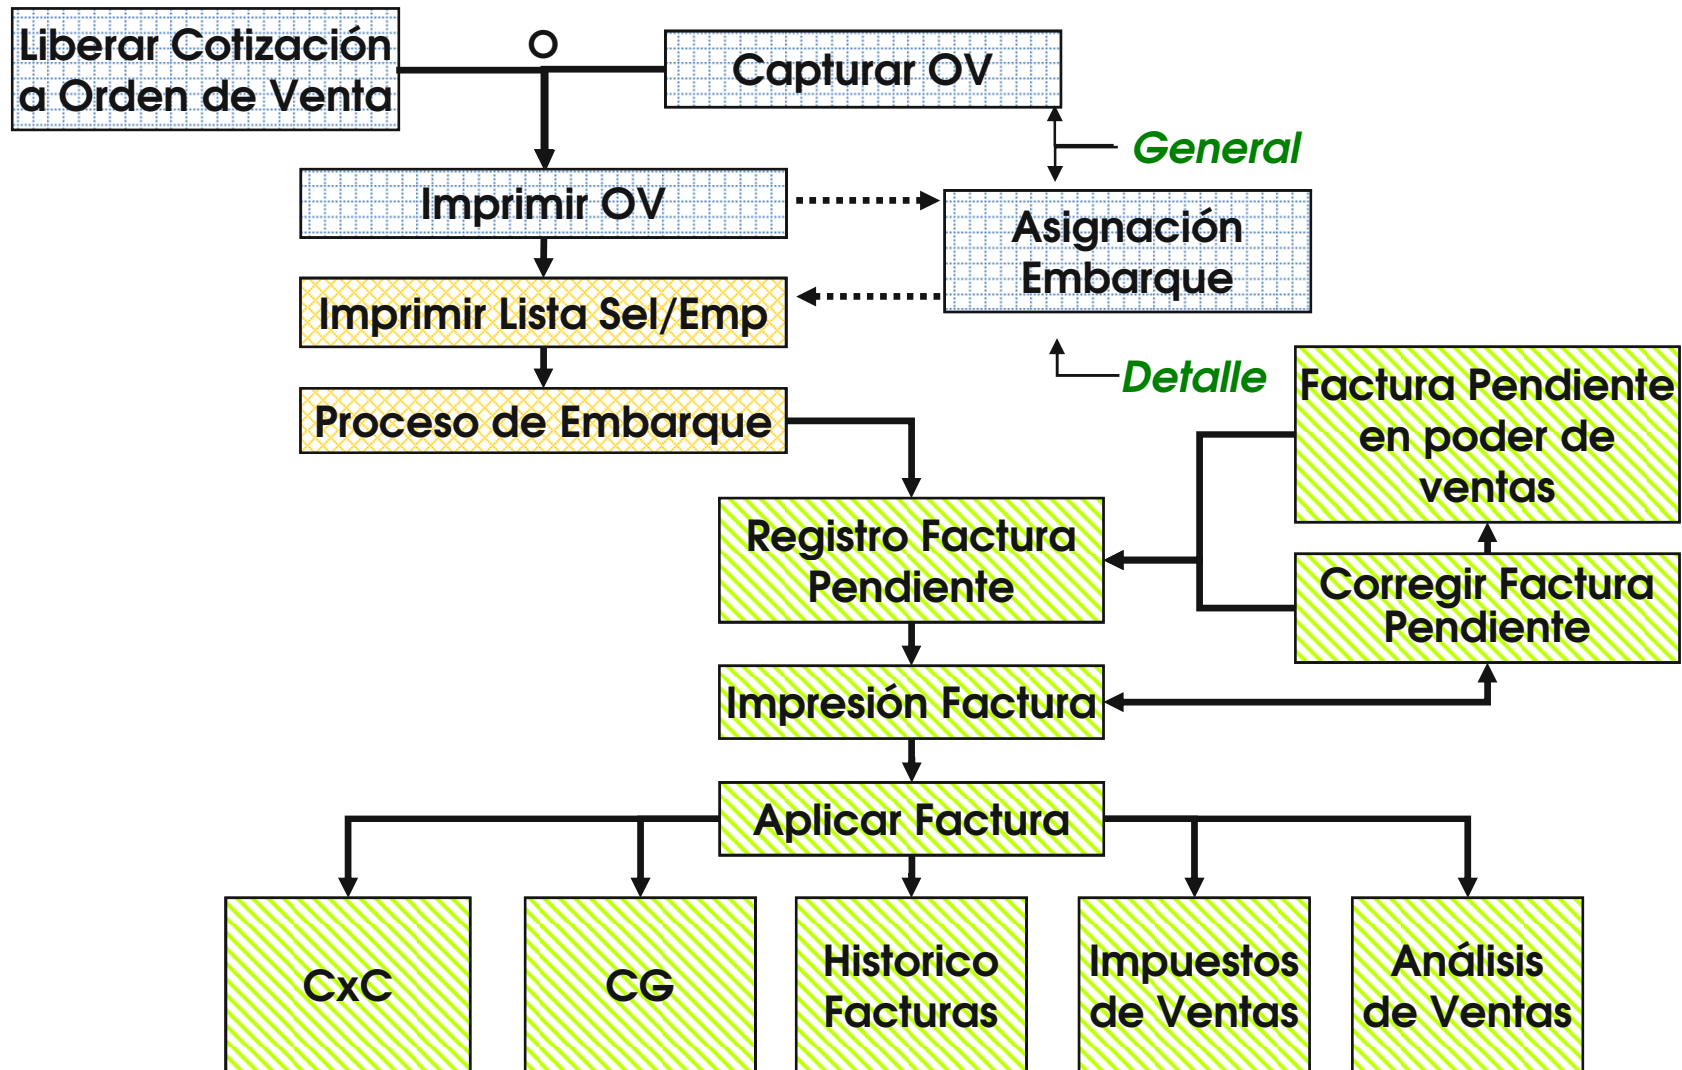 Liberar Cotización
a Orden de Venta
O
Capturar OV
General
Imprimir OV
Asignación
Embarque
Imprimir Lista Sel/Emp
Detalle
Proceso de Embarque
Factura Pendiente
en poder de
ventas
Registro Factura
Pendiente
Corregir Factura
Pendiente
Impresión Factura
Aplicar Factura
CxC
CG
Historico
Facturas
Impuestos
de Ventas
Análisis
de Ventas